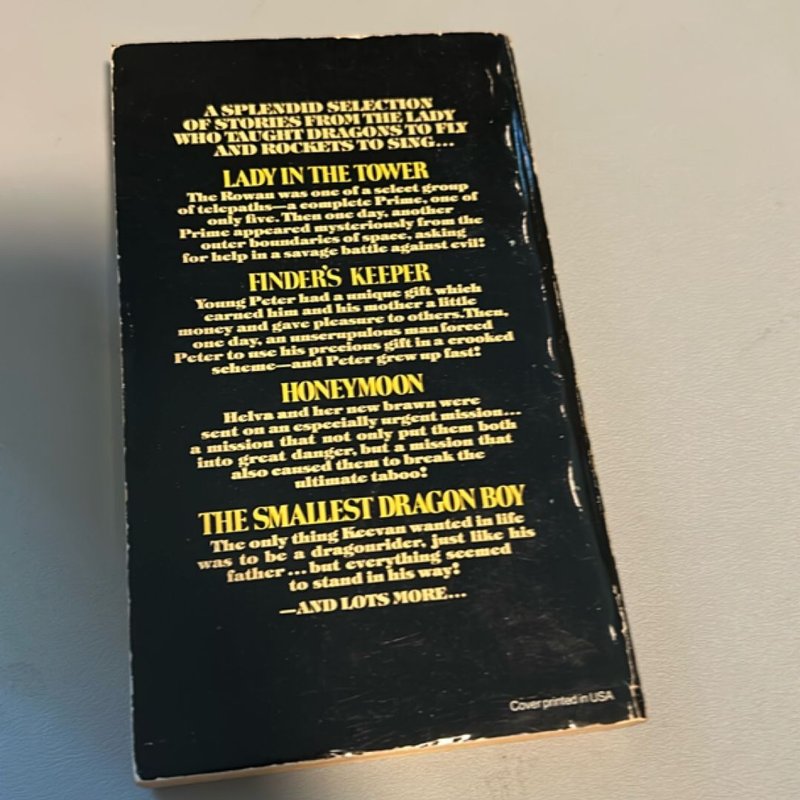 A SPLENDID SELECTION
OF STORIES FROM THE LADY
WHO TAUGHT DRAGONS TO FLY
AND ROCKETS TO SING...
LADY IN THE TOWER
The Rowan was one of a select group
of telepaths—a complete Prime, one of
only five. Then one day, another
Prime appeared mysteriously from the
outer boundaries of space, asking
for help in a savage battle against evil!
FINDER'S KEEPER
Young Peter had a unique gift which
earned him and his mother a little
money and gave pleasure to others. Then,
one day, an unscrupulous man forced
Peter to use his precious gift in a crooked
scheme—and Peter grew up fast!
HONEYMOON
Helva and her new brawn were
sent on an especially urgent mission...
a mission that not only put them both
into great danger, but a mission that
also caused them to break the
ultimate taboo!
THE SMALLEST DRAGON BOY
The only thing Keevan wanted in life
was to be a dragonrider, just like his
father...but everything seemed
to stand in his way!
—AND LOTS MORE...
Cover printed in USA